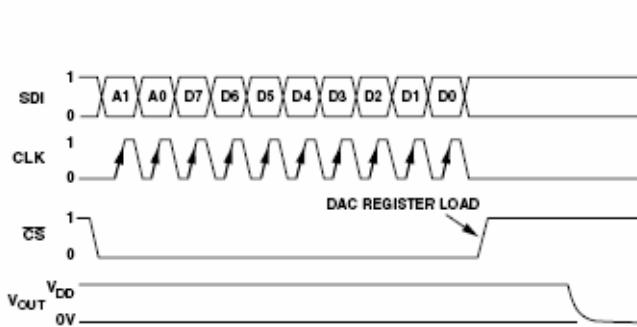 1
SDI A1 A0 D7 D6 D5 D4 D3 D2 D1 D0
0
1
CLK
0
DAC REGISTER LOAD
1
CS
0
VOUT VDD
0V